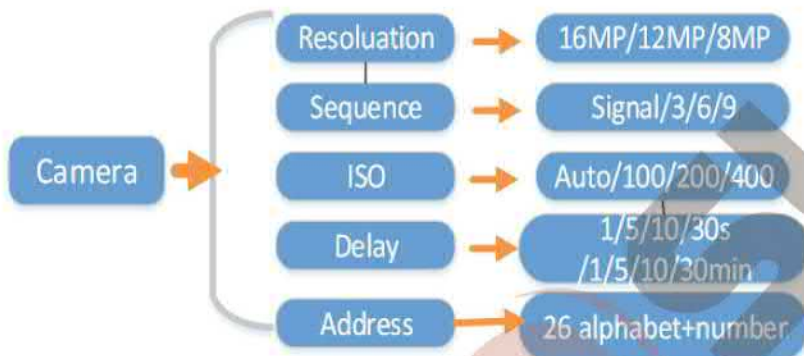 Resoluation
16MP/12MP/8MP
Sequence
Signal/3/6/9
Camera
ISO
Auto/100/200/400
Delay
1/5/10/30s
/1/5/10/30min
Address
26 alphabet+number